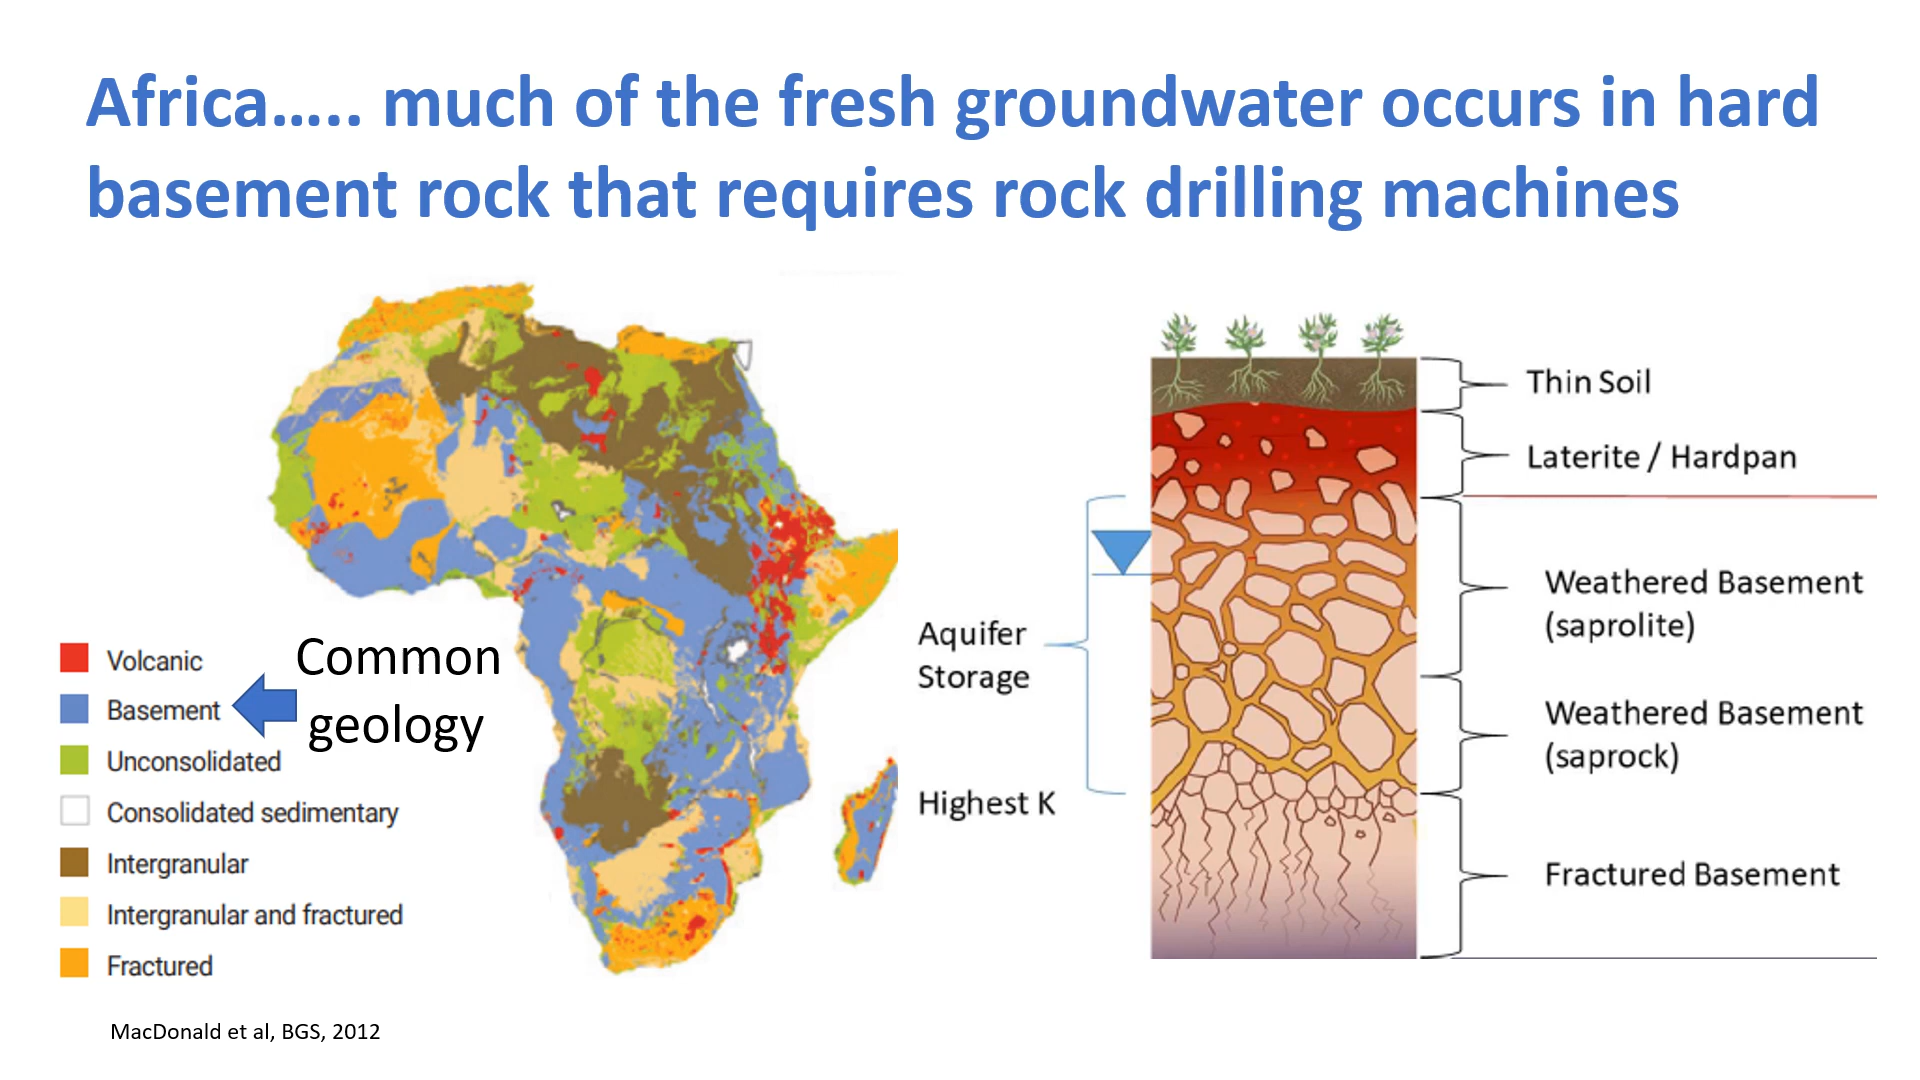 Africa….. much of the fresh groundwater occurs in hard
basement rock that requires rock drilling machines
Volcanic
Basement
Unconsolidated
Consolidated sedimentary
Intergranular
Intergranular and fractured
Fractured
Common
geology
MacDonald et al, BGS, 2012
Aquifer
Storage
Highest K
Thin Soil
Laterite / Hardpan
Weathered Basement
(saprolite)
Weathered Basement
(saprock)
Fractured Basement